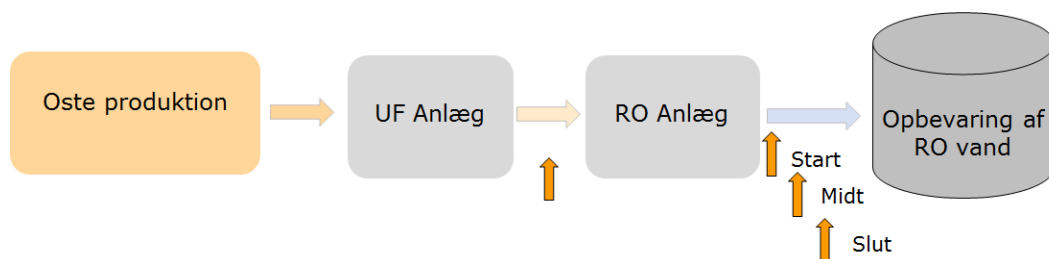 Oste produktion
UF Anlæg
RO Anlæg
Opbevaring af
RO vand
Start
Midt
Slut